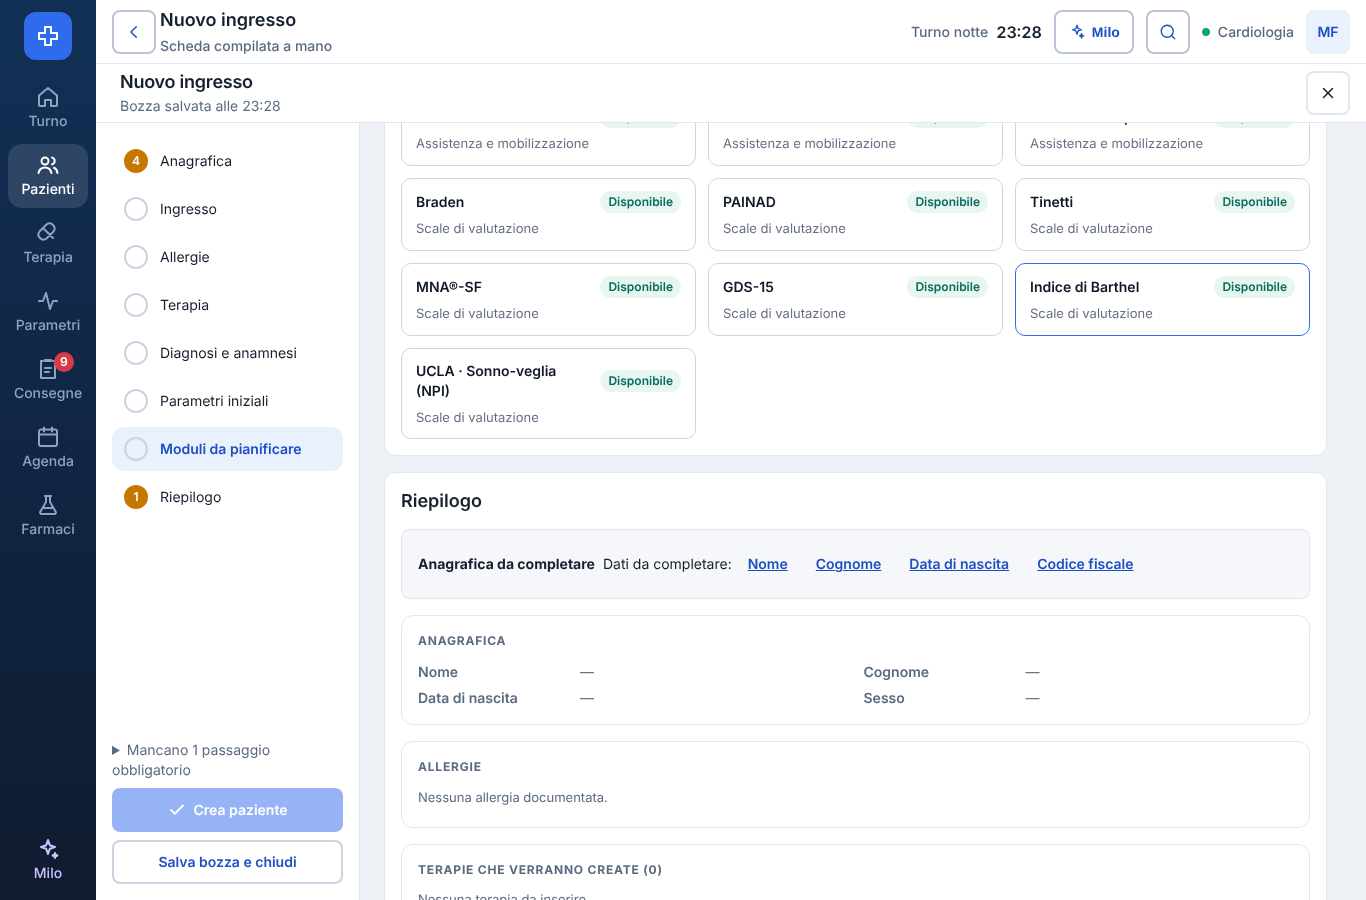 Nuovo ingresso
Scheda compilata a mano
Turno notte 23:28
Milo
Cardiologia
MF
Nuovo ingresso
Bozza salvata alle 23:28
Turno
Pazienti
Terapia
Parametri
9
Consegne
Agenda
Farmaci
Milo
4 Anagrafica
Ingresso
Allergie
Terapia
Diagnosi e anamnesi
Parametri iniziali
Moduli da pianificare
1 Riepilogo
Mancano 1 passaggio
obbligatorio
Crea paziente
Salva bozza e chiudi
Assistenza e mobilizzazione
Assistenza e mobilizzazione
Assistenza e mobilizzazione
Braden Disponibile
Scale di valutazione
PAINAD Disponibile
Scale di valutazione
Tinetti Disponibile
Scale di valutazione
MNA®-SF Disponibile
Scale di valutazione
GDS-15 Disponibile
Scale di valutazione
Indice di Barthel Disponibile
Scale di valutazione
UCLA · Sonno-veglia
(NPI)
Disponibile
Scale di valutazione
Riepilogo
Anagrafica da completare Dati da completare: Nome Cognome Data di nascita Codice fiscale
ANAGRAFICA
Nome — Cognome —
Data di nascita — Sesso —
ALLERGIE
Nessuna allergia documentata.
TERAPIE CHE VERRANNO CREATE (0)
Nessuna terapia da inserire